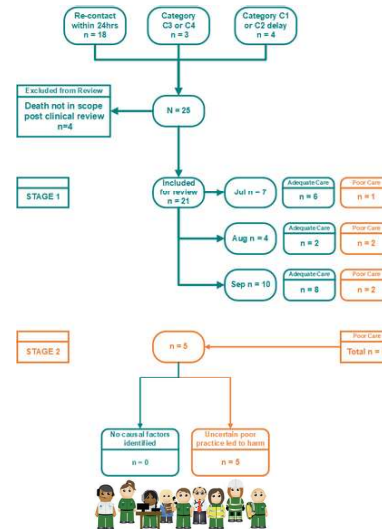 Re-contact
within 24hrs
n = 18
Category
C3 or C4
n = 3
Category C1
or C2 delay
n = 4
Excluded from Review
Death not in scope
post clinical review
n=4
N = 25
STAGE 1
Included
for review
n = 21
Jul n = 7
Adequate Care
n = 6
Poor Care
n = 1
Aug n = 4
Adequate Care
n = 2
Poor Care
n = 2
Sep n = 10
Adequate Care
n = 8
Poor Care
n = 2
STAGE 2
n = 5
Poor Care
Total n =
No causal factors
identified
n = 0
Uncertain poor
practice led to harm
n = 5